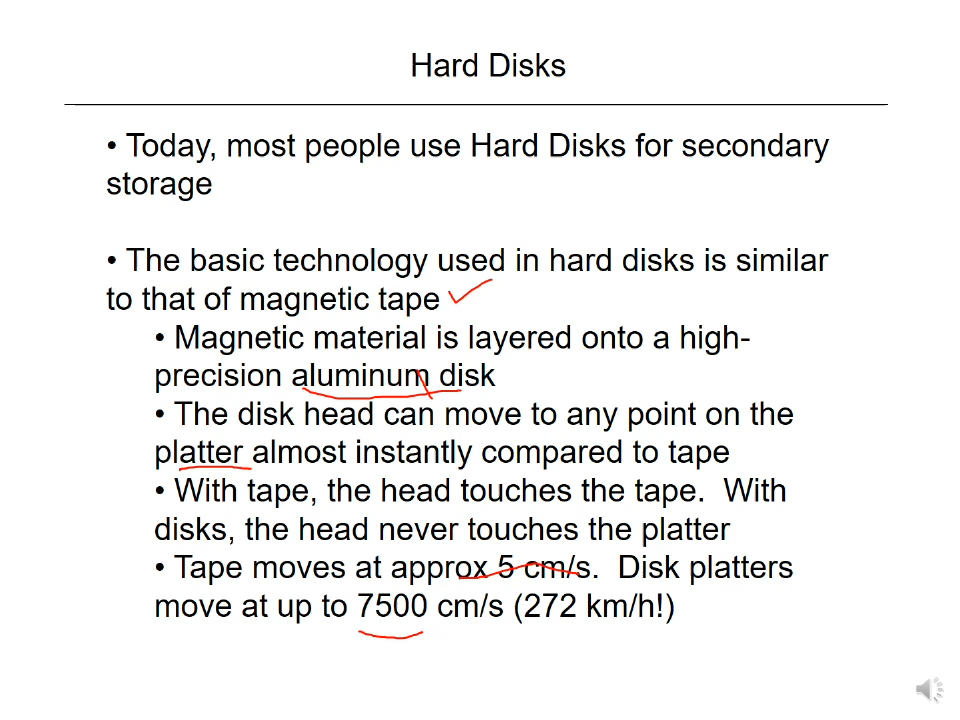 Hard Disks
• Today, most people use Hard Disks for secondary
storage
• The basic technology used in hard disks is similar
to that of magnetic tape
• Magnetic material is layered onto a high-
precision aluminum disk
• The disk head can move to any point on the
platter almost instantly compared to tape
• With tape, the head touches the tape.  With
disks, the head never touches the platter
• Tape moves at approx 5 cm/s.  Disk platters
move at up to 7500 cm/s (272 km/h!)